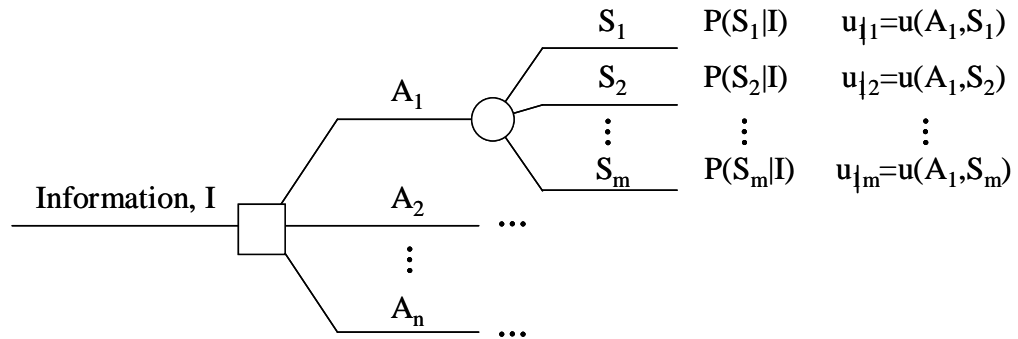 S₁ P(S₁|I) u₁₁=u(A₁,S₁)
A₁ S₂ P(S₂|I) u₁₂=u(A₁,S₂)
⋮ ⋮ ⋮
Sₘ P(Sₘ|I) u₁ₘ=u(A₁,Sₘ)
Information, I A₂ ...
⋮
Aₙ ...